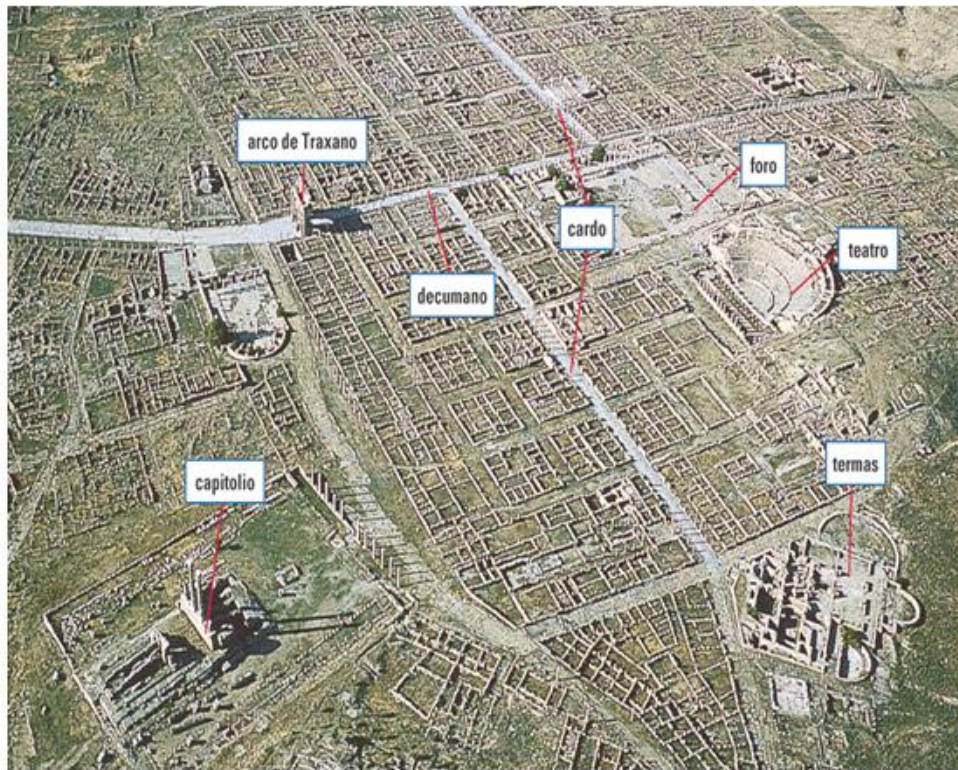 arco de Traxano
foro
cardo
teatro
decumano
termas
capitolio